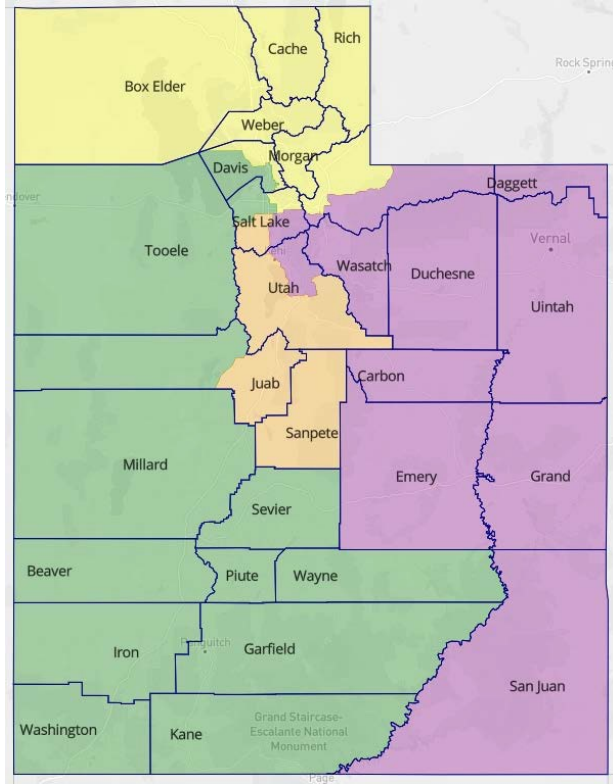 Rich
Cache
Rock Sprin
Box Elder
Weber
Morgan
Davis
Daggett
Salt Lake
Vernal
Tooele
Wasatch
Duchesne
Utah
Uintah
Carbon
Juab
Sanpete
Millard
Emery
Grand
Sevier
Beaver
Piute
Wayne
Iron
Garfield
San Juan
Washington
Kane
Grand Staircase-
Escalante National
Monument
Page